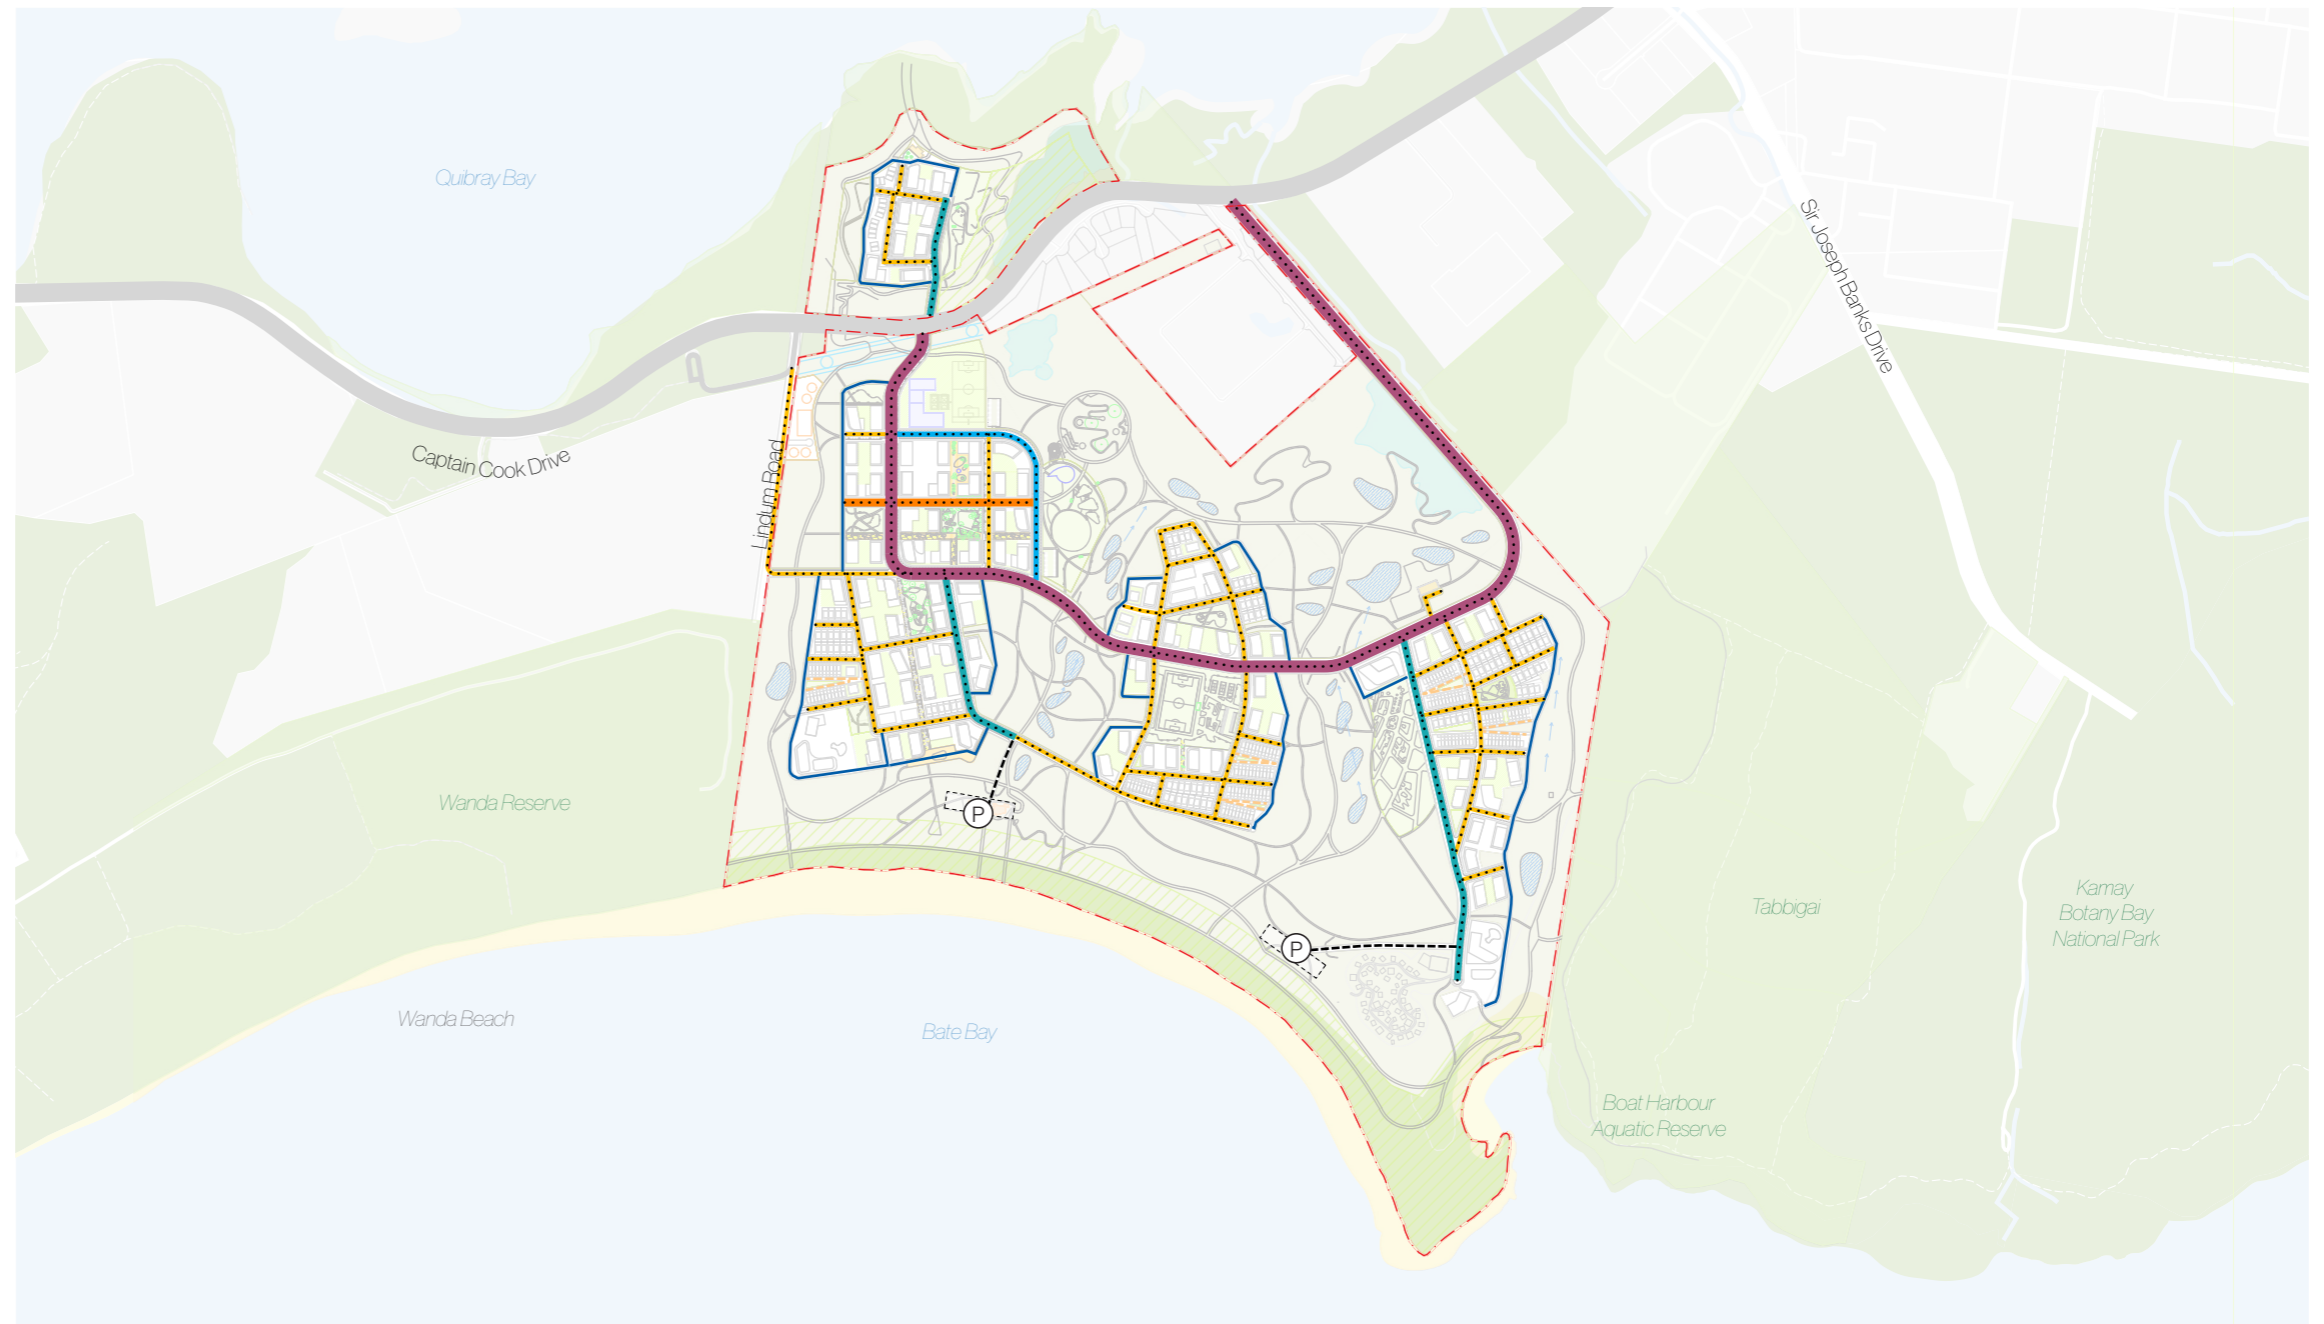 Quibray Bay
Sir Joseph Banks Drive
Captain Cook Drive
Lindum Road
Wanda Reserve
P
Kamay
Botany Bay
National Park
Tabbigai
P
Wanda Beach
Bate Bay
Boat Harbour
Aquatic Reserve